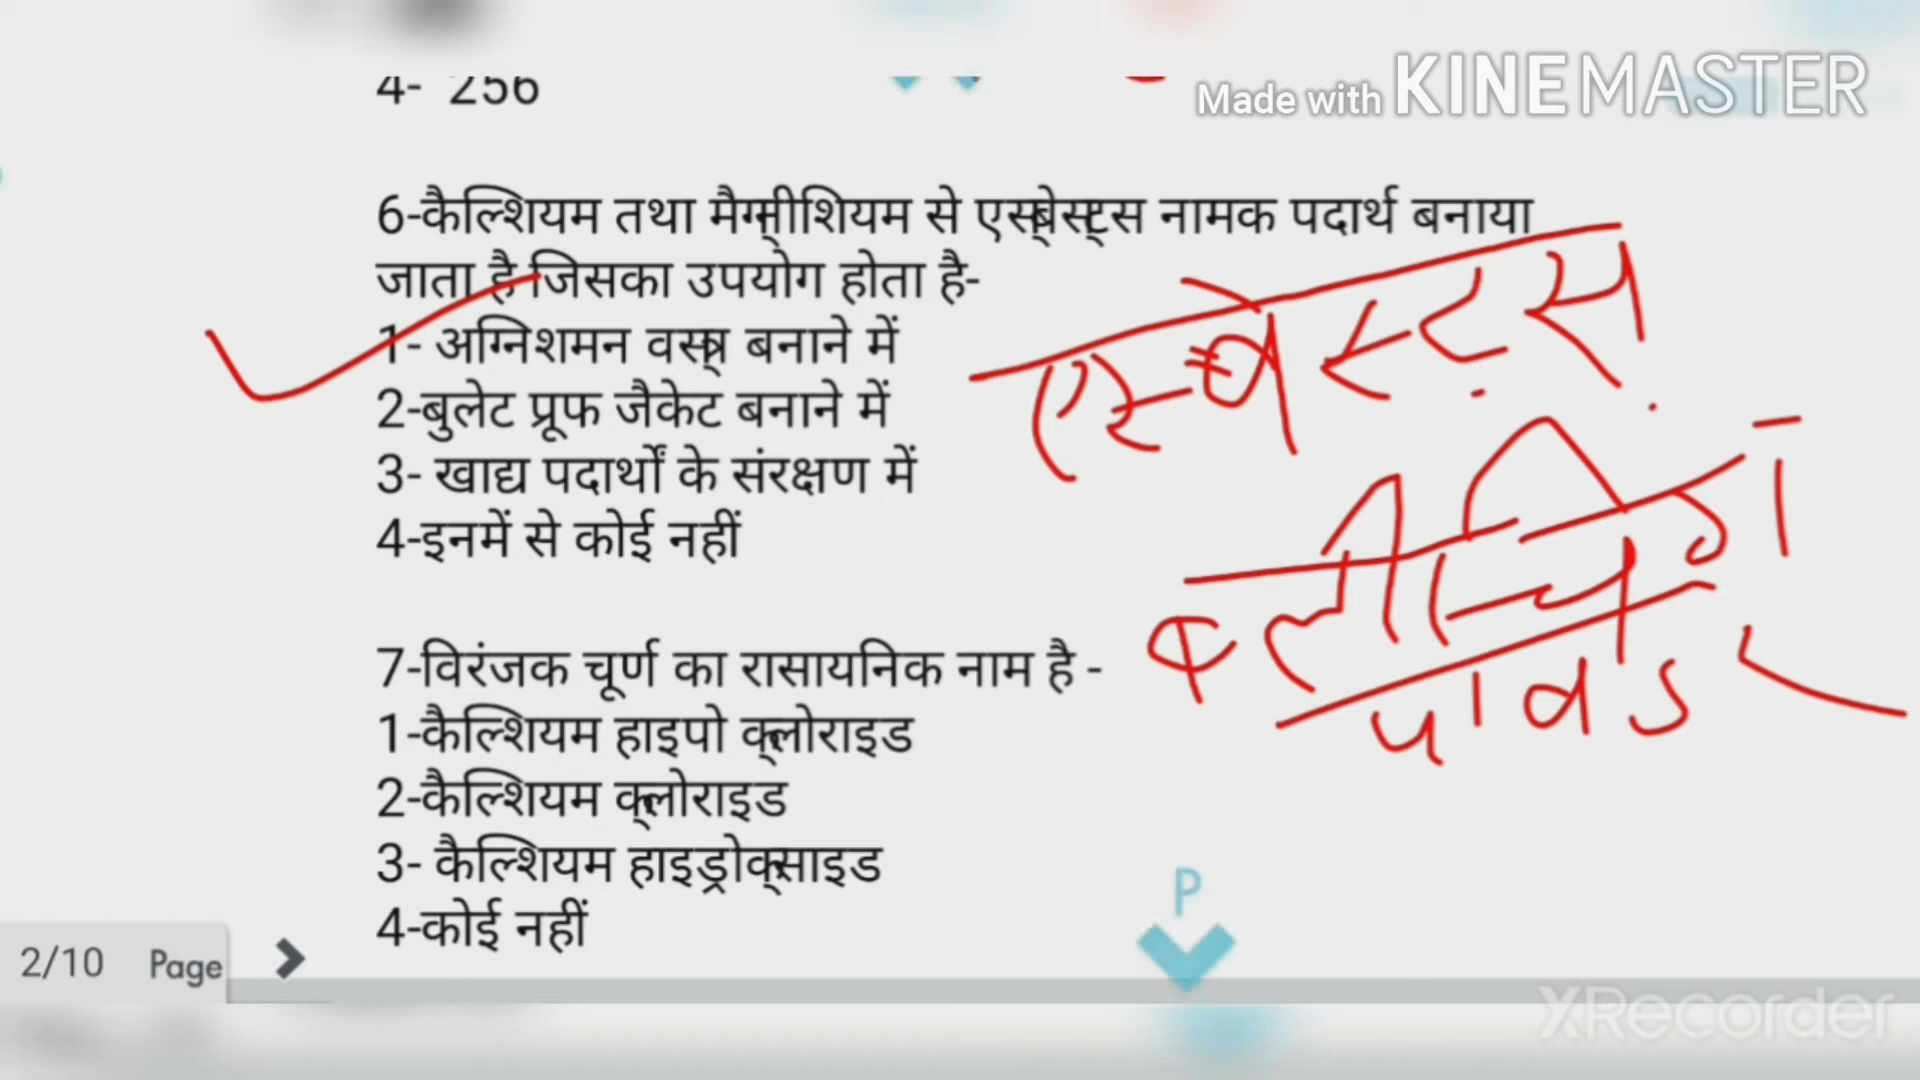 4- 256
Made with KINEMASTER
6-कैल्शियम तथा मैग्नीशियम से एस्बेस्टस नामक पदार्थ बनाया
जाता है जिसका उपयोग होता है-
1- अग्निशमन वस्त्र बनाने में
2-बुलेट प्रूफ जैकेट बनाने में
3- खाद्य पदार्थों के संरक्षण में
4-इनमें से कोई नहीं
एस्बेस्टस
ब्लीचिंग
पावडर
7-विरंजक चूर्ण का रासायनिक नाम है -
1-कैल्शियम हाइपो क्लोराइड
2-कैल्शियम क्लोराइड
3- कैल्शियम हाइड्रोक्साइड
4-कोई नहीं
P
2/10 Page
XRecorder